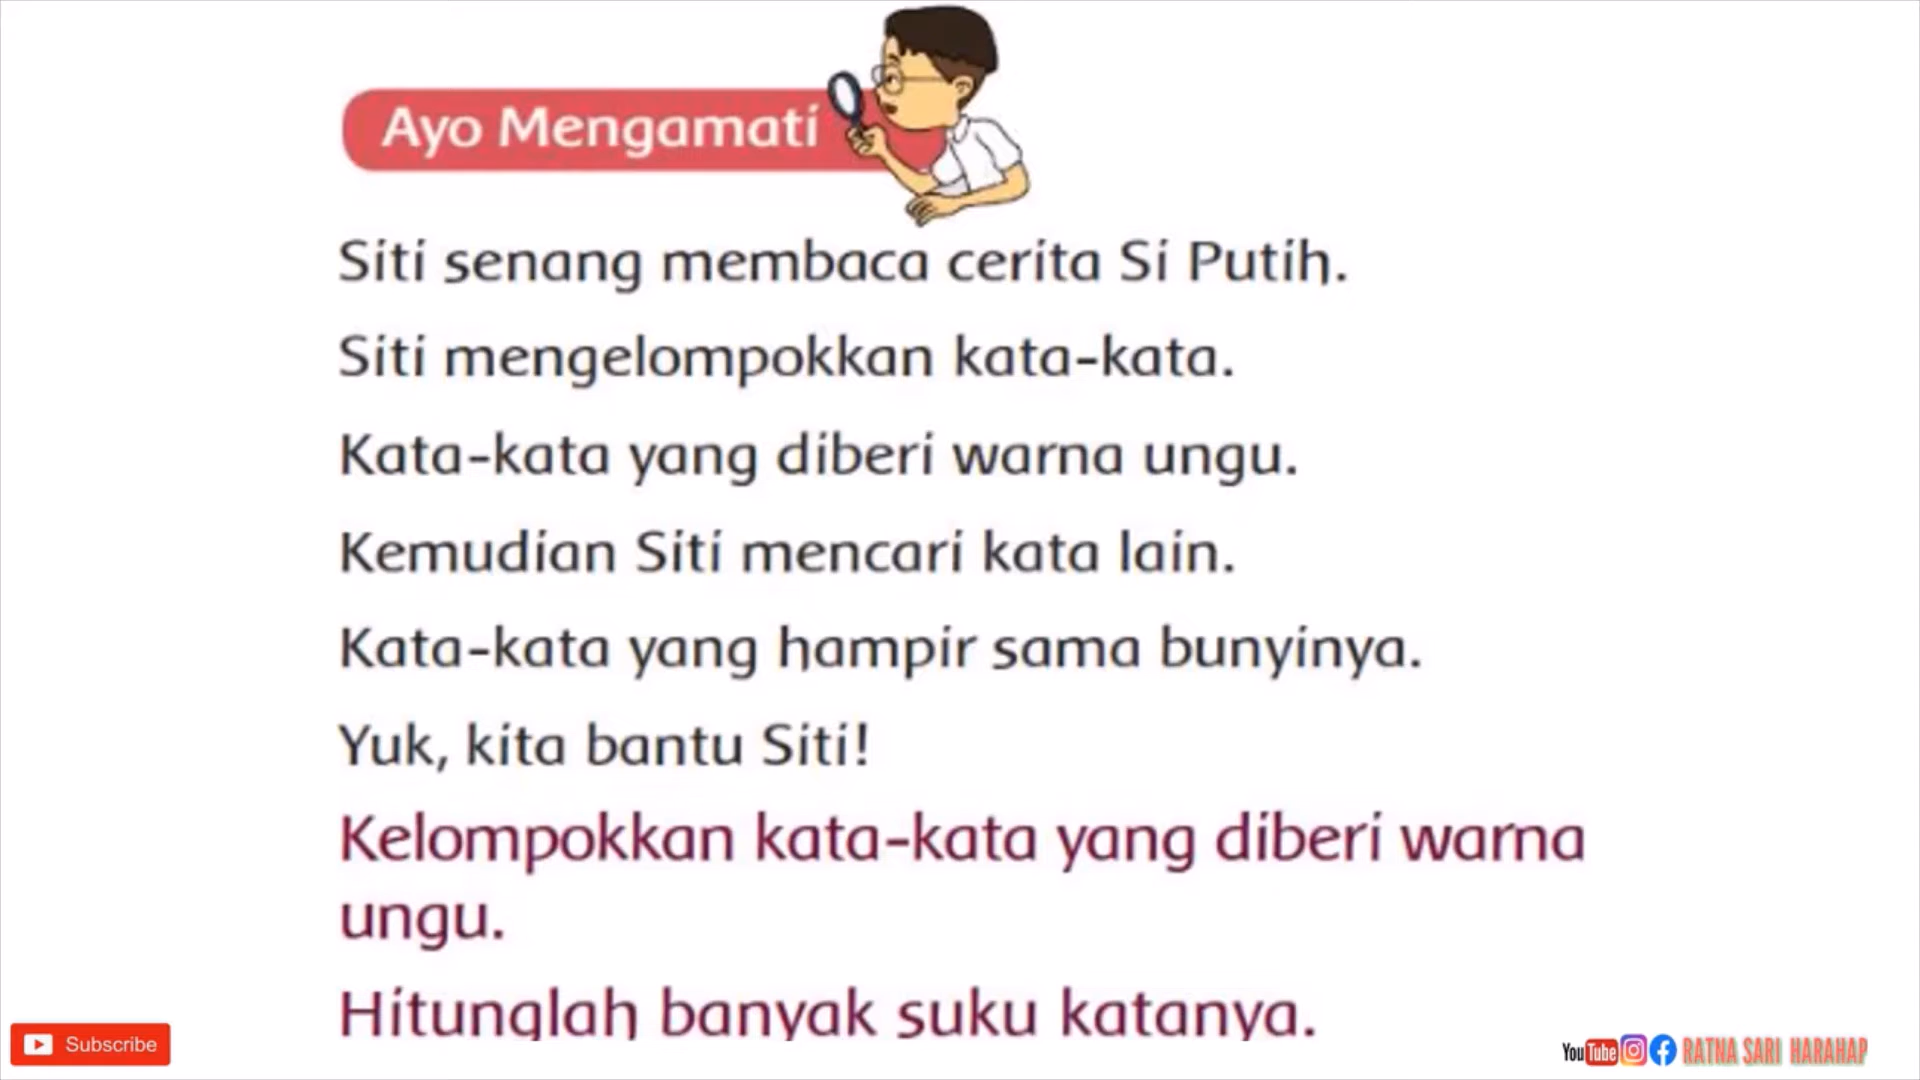 Ayo Mengamati
Siti senang membaca cerita Si Putih.
Siti mengelompokkan kata-kata.
Kata-kata yang diberi warna ungu.
Kemudian Siti mencari kata lain.
Kata-kata yang hampir sama bunyinya.
Yuk, kita bantu Siti!
Kelompokkan kata-kata yang diberi warna
ungu.
Hitunglah banyak suku katanya.
Subscribe
YouTube RATNA SARI HARAHAP